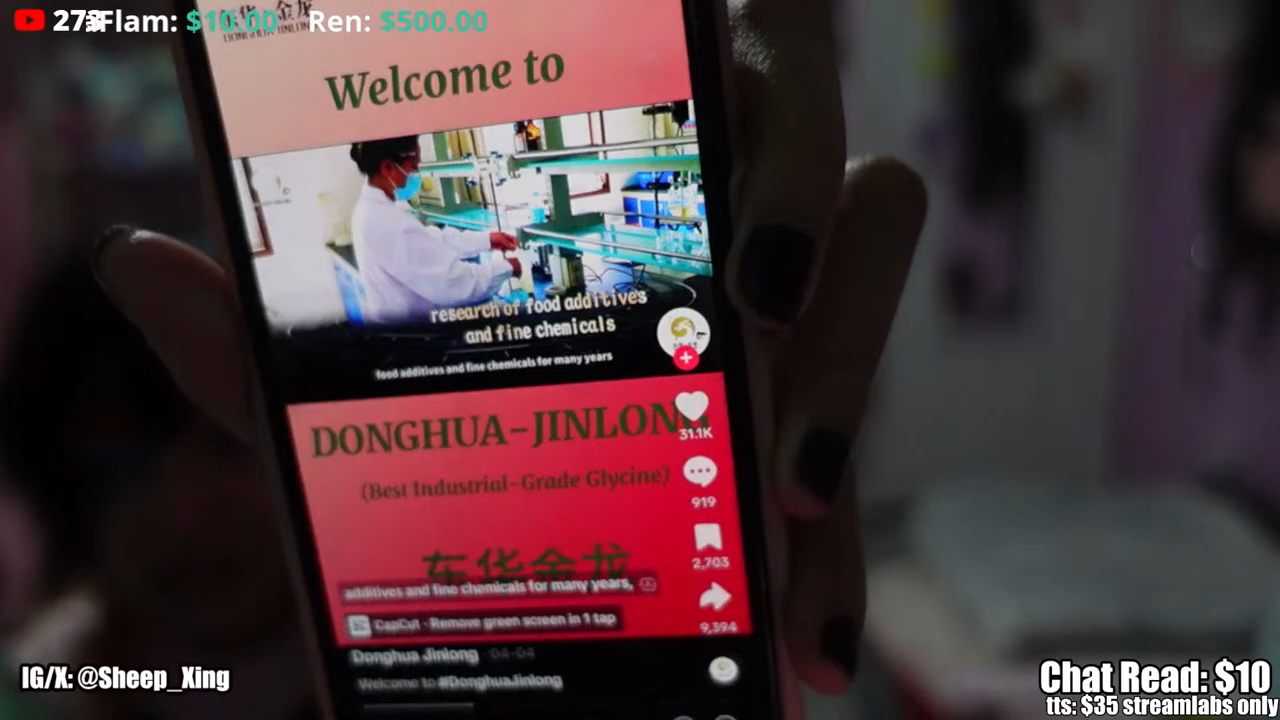 Flam: $10.00 Ren: $500.00
Welcome to
research of food additives
and fine chemicals
food additives and fine chemicals for many years
DONGHUA-JINLONG
31.1K
(Best Industrial-Grade Glycine)
919
东华金龙
2,703
additives and fine chemicals for many years,
CapCut · Remove green screen in 1 tap
9,394
Donghua Jinlong 04-04
Welcome to #DonghuaJinlong
IG/X: @Sheep_Xing
Chat Read: $10
tts: $35 streamlabs only